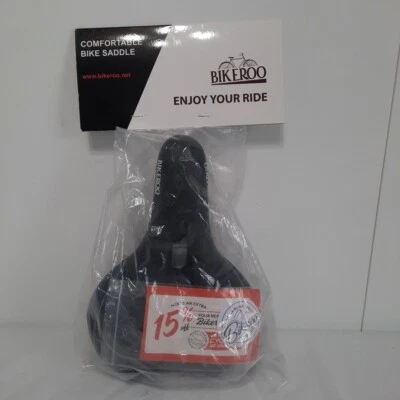 COMFORTABLE
BIKE SADDLE
www.bikeroo.net
BIKEROO
ENJOY YOUR RIDE
BIKEROO
15%